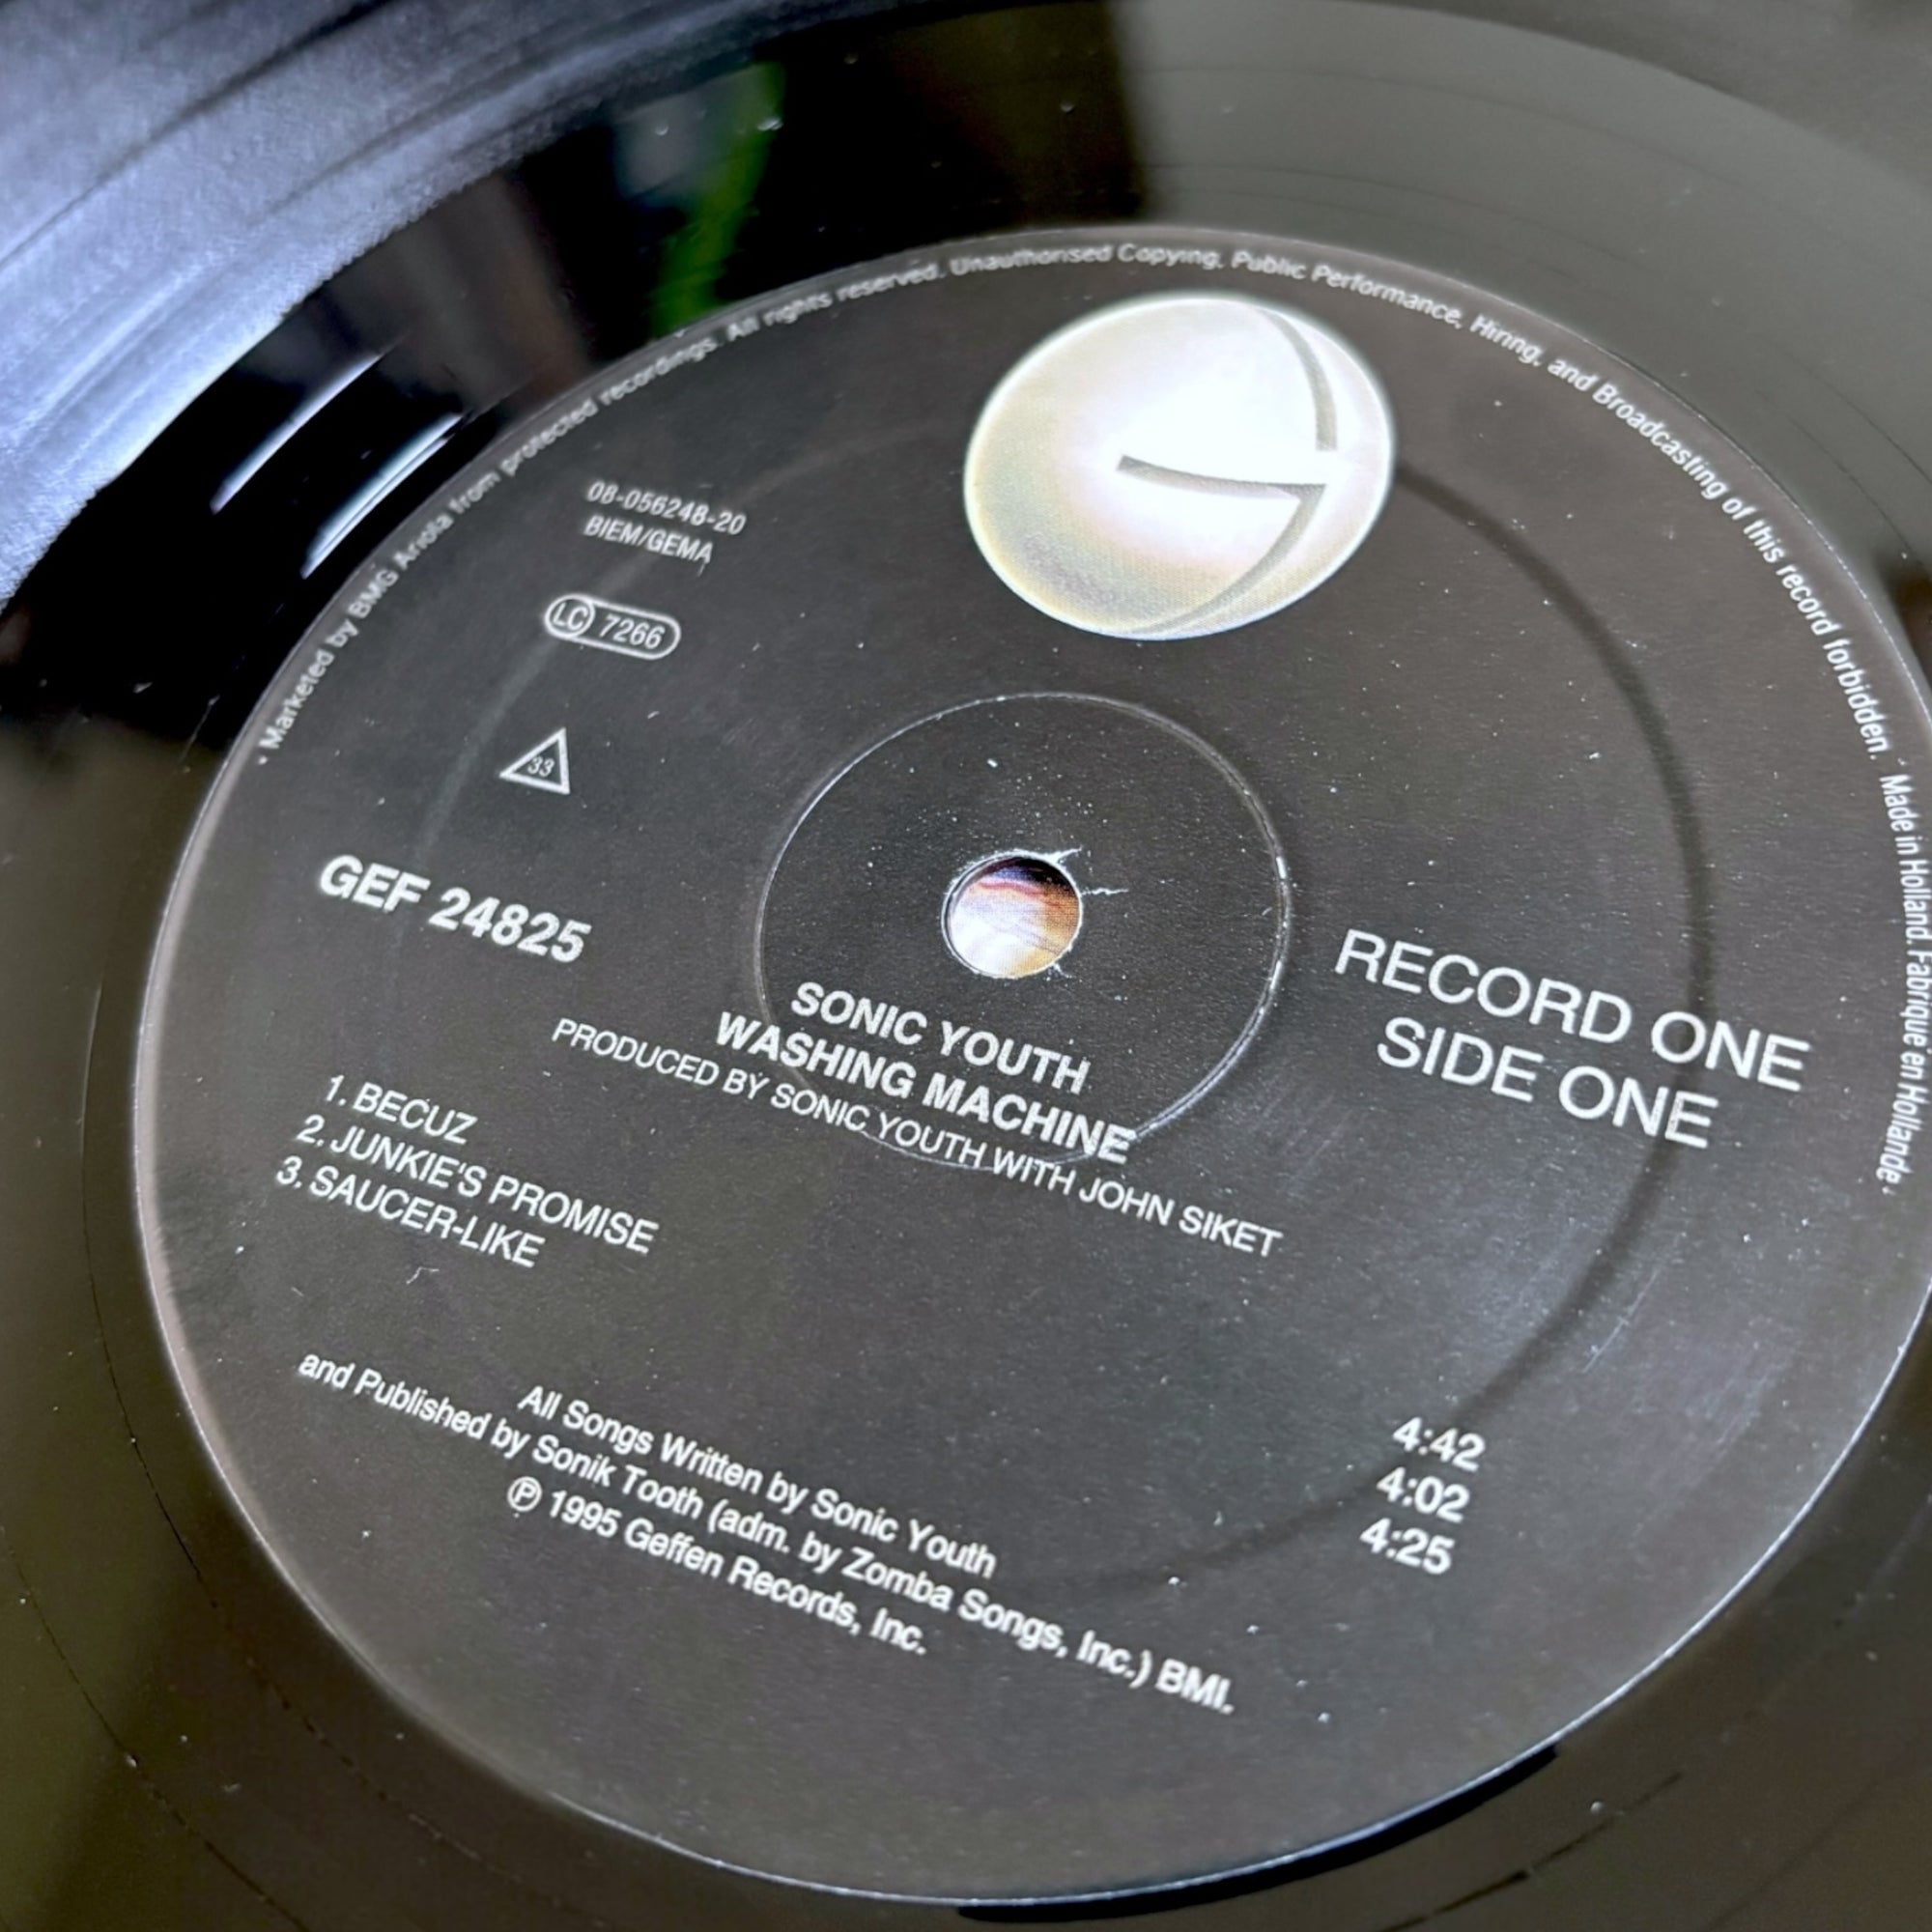 · Marketed by BMG Ariola from protected recordings. All rights reserved. Unauthorised Copying, Public Performance, Hiring, and Broadcasting of this record forbidden. · Made in Holland. Fabriqué en Hollande ·
08-056248-20
BIEM/GEMA
LC 7266
33
GEF 24825
RECORD ONE
SIDE ONE
SONIC YOUTH
WASHING MACHINE
PRODUCED BY SONIC YOUTH WITH JOHN SIKET
1. BECUZ 4:42
2. JUNKIE'S PROMISE 4:02
3. SAUCER-LIKE 4:25
All Songs Written by Sonic Youth
and Published by Sonik Tooth (adm. by Zomba Songs, Inc.) BMI.
℗ 1995 Geffen Records, Inc.